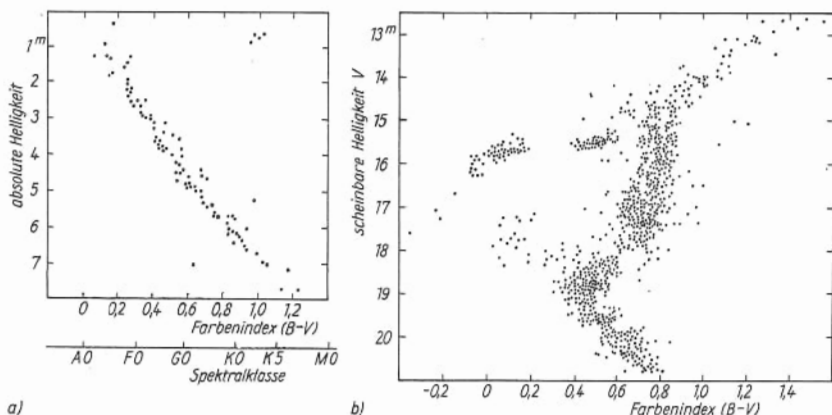 a)
absolute Helligkeit
1m
2
3
4
5
6
7
0 0,2 0,4 0,6 0,8 1,0 1,2
Farbenindex (B-V)
A0 F0 G0 K0 K5 M0
Spektralklasse
b)
scheinbare Helligkeit V
13m
14
15
16
17
18
19
20
-0,2 0 0,2 0,4 0,6 0,8 1,0 1,2 1,4
Farbenindex (B-V)